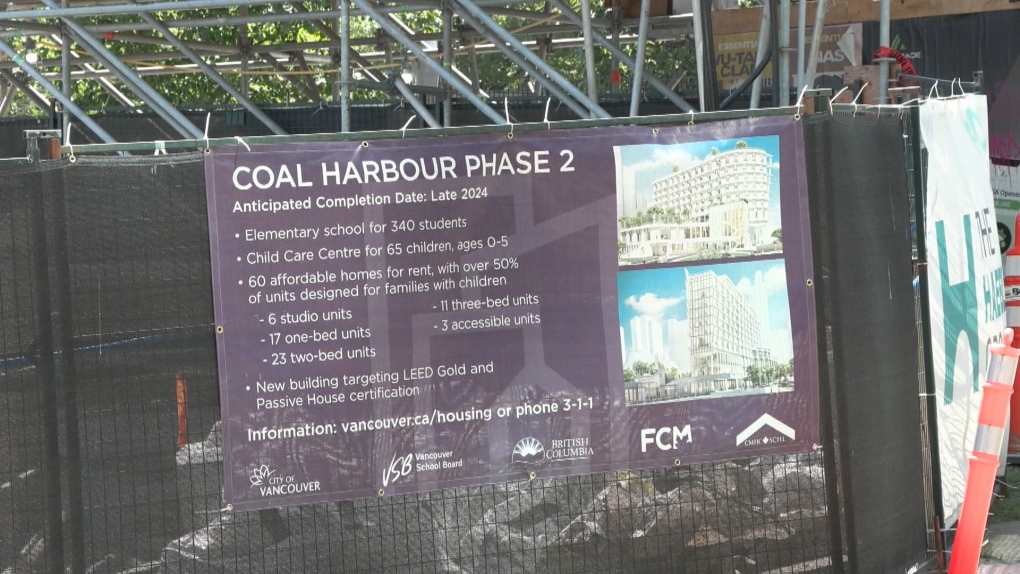 COAL HARBOUR PHASE 2
Anticipated Completion Date: Late 2024
• Elementary school for 340 students
• Child Care Centre for 65 children, ages 0-5
• 60 affordable homes for rent, with over 50%
of units designed for families with children
- 6 studio units
- 17 one-bed units
- 23 two-bed units
- 11 three-bed units
- 3 accessible units
• New building targeting LEED Gold and
Passive House certification
Information: vancouver.ca/housing or phone 3-1-1
CITY OF
VANCOUVER
VSB
Vancouver
School Board
BRITISH
COLUMBIA
FCM
CMHC SCHL
H
THE